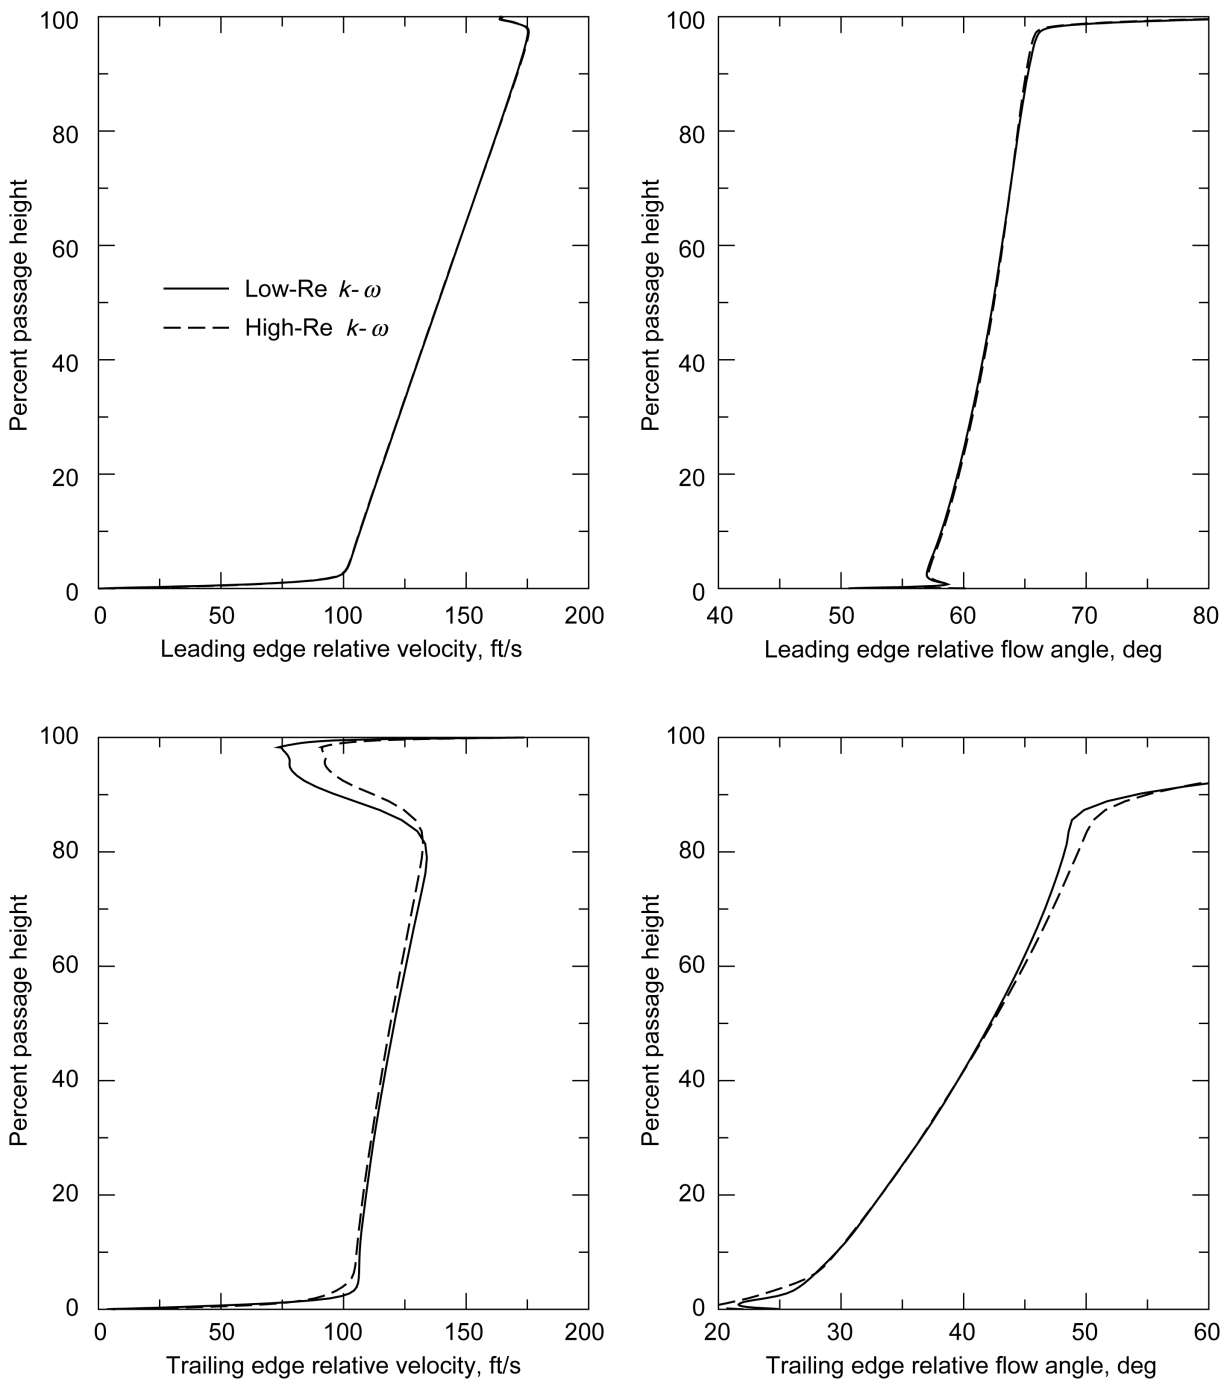 100
80
60
40
20
0
Percent passage height
Low-Re k-ω
High-Re k-ω
0 50 100 150 200
Leading edge relative velocity, ft/s
100
80
60
40
20
0
Percent passage height
40 50 60 70 80
Leading edge relative flow angle, deg
100
80
60
40
20
0
Percent passage height
0 50 100 150 200
Trailing edge relative velocity, ft/s
100
80
60
40
20
0
Percent passage height
20 30 40 50 60
Trailing edge relative flow angle, deg